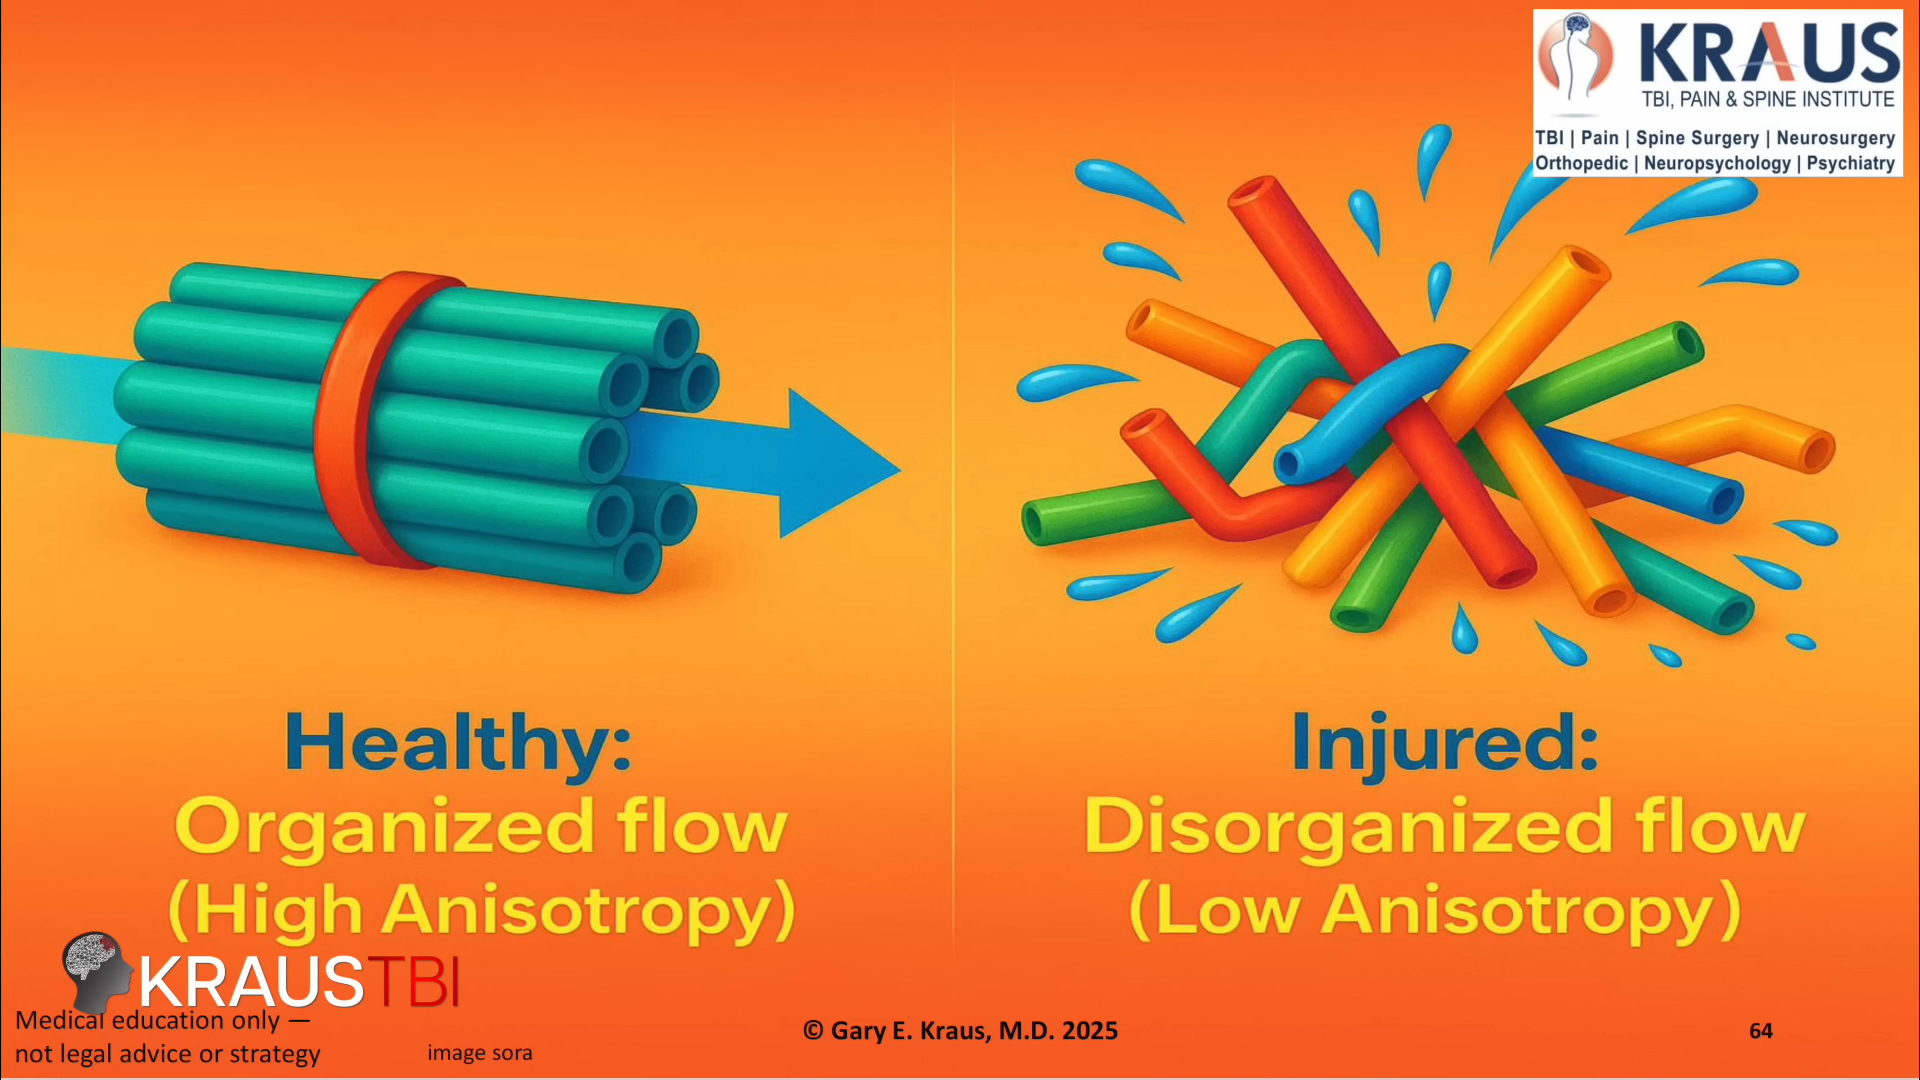 KRAUS
TBI, PAIN & SPINE INSTITUTE
TBI | Pain | Spine Surgery | Neurosurgery
Orthopedic | Neuropsychology | Psychiatry
Healthy:
Organized flow
(High Anisotropy)
Injured:
Disorganized flow
(Low Anisotropy)
KRAUSTBI
Medical education only —
not legal advice or strategy
image sora
© Gary E. Kraus, M.D. 2025
64